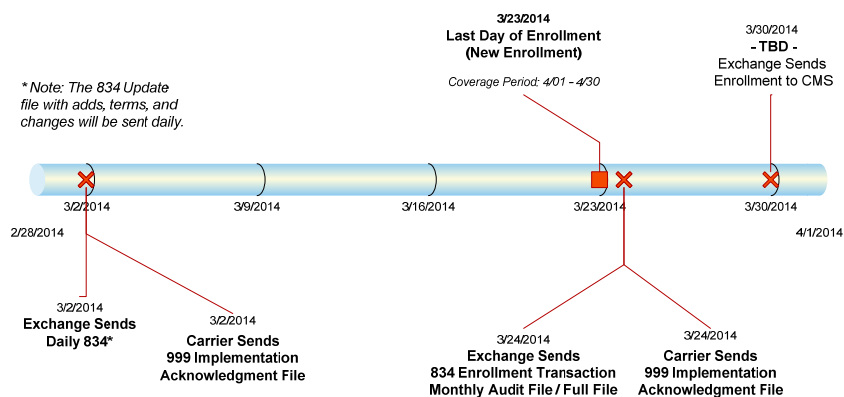 3/23/2014
Last Day of Enrollment
(New Enrollment)
Coverage Period: 4/01 – 4/30
3/30/2014
- TBD -
Exchange Sends
Enrollment to CMS
* Note: The 834 Update
file with adds, terms, and
changes will be sent daily.
3/2/2014
3/9/2014
3/16/2014
3/23/2014
3/30/2014
2/28/2014
4/1/2014
3/2/2014
Exchange Sends
Daily 834*
3/2/2014
Carrier Sends
999 Implementation
Acknowledgment File
3/24/2014
Exchange Sends
834 Enrollment Transaction
Monthly Audit File / Full File
3/24/2014
Carrier Sends
999 Implementation
Acknowledgment File